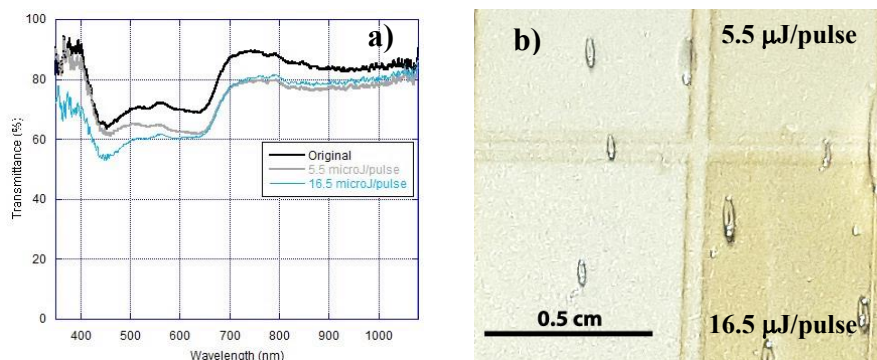 a)
100
80
60
40
20
0
Transmittance (%;
Original
5.5 microJ/pulse
16.5 microJ/pulse
400 500 600 700 800 900 1000
Wavelength (nm)
b)
5.5 μJ/pulse
0.5 cm
16.5 μJ/pulse